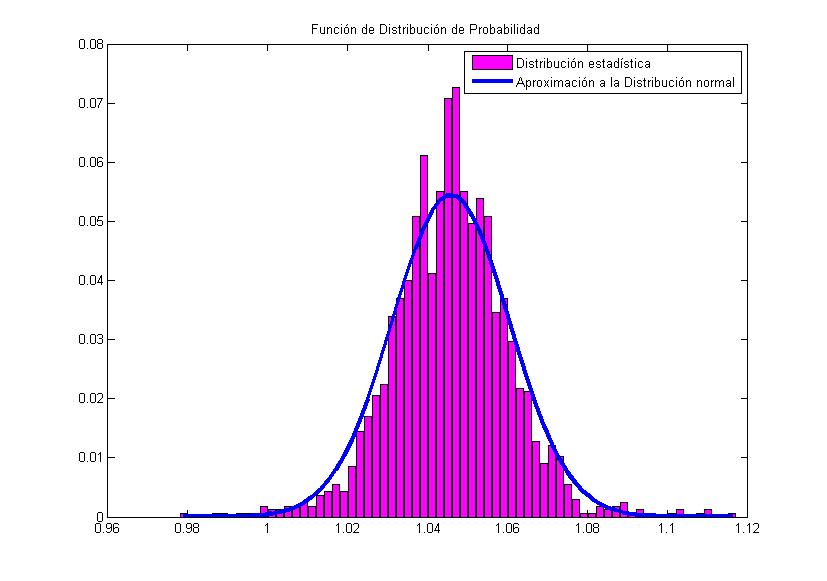 Función de Distribución de Probabilidad
0.08
Distribución estadística
Aproximación a la Distribución normal
0.07
0.06
0.05
0.04
0.03
0.02
0.01
0
0.96 0.98 1 1.02 1.04 1.06 1.08 1.1 1.12